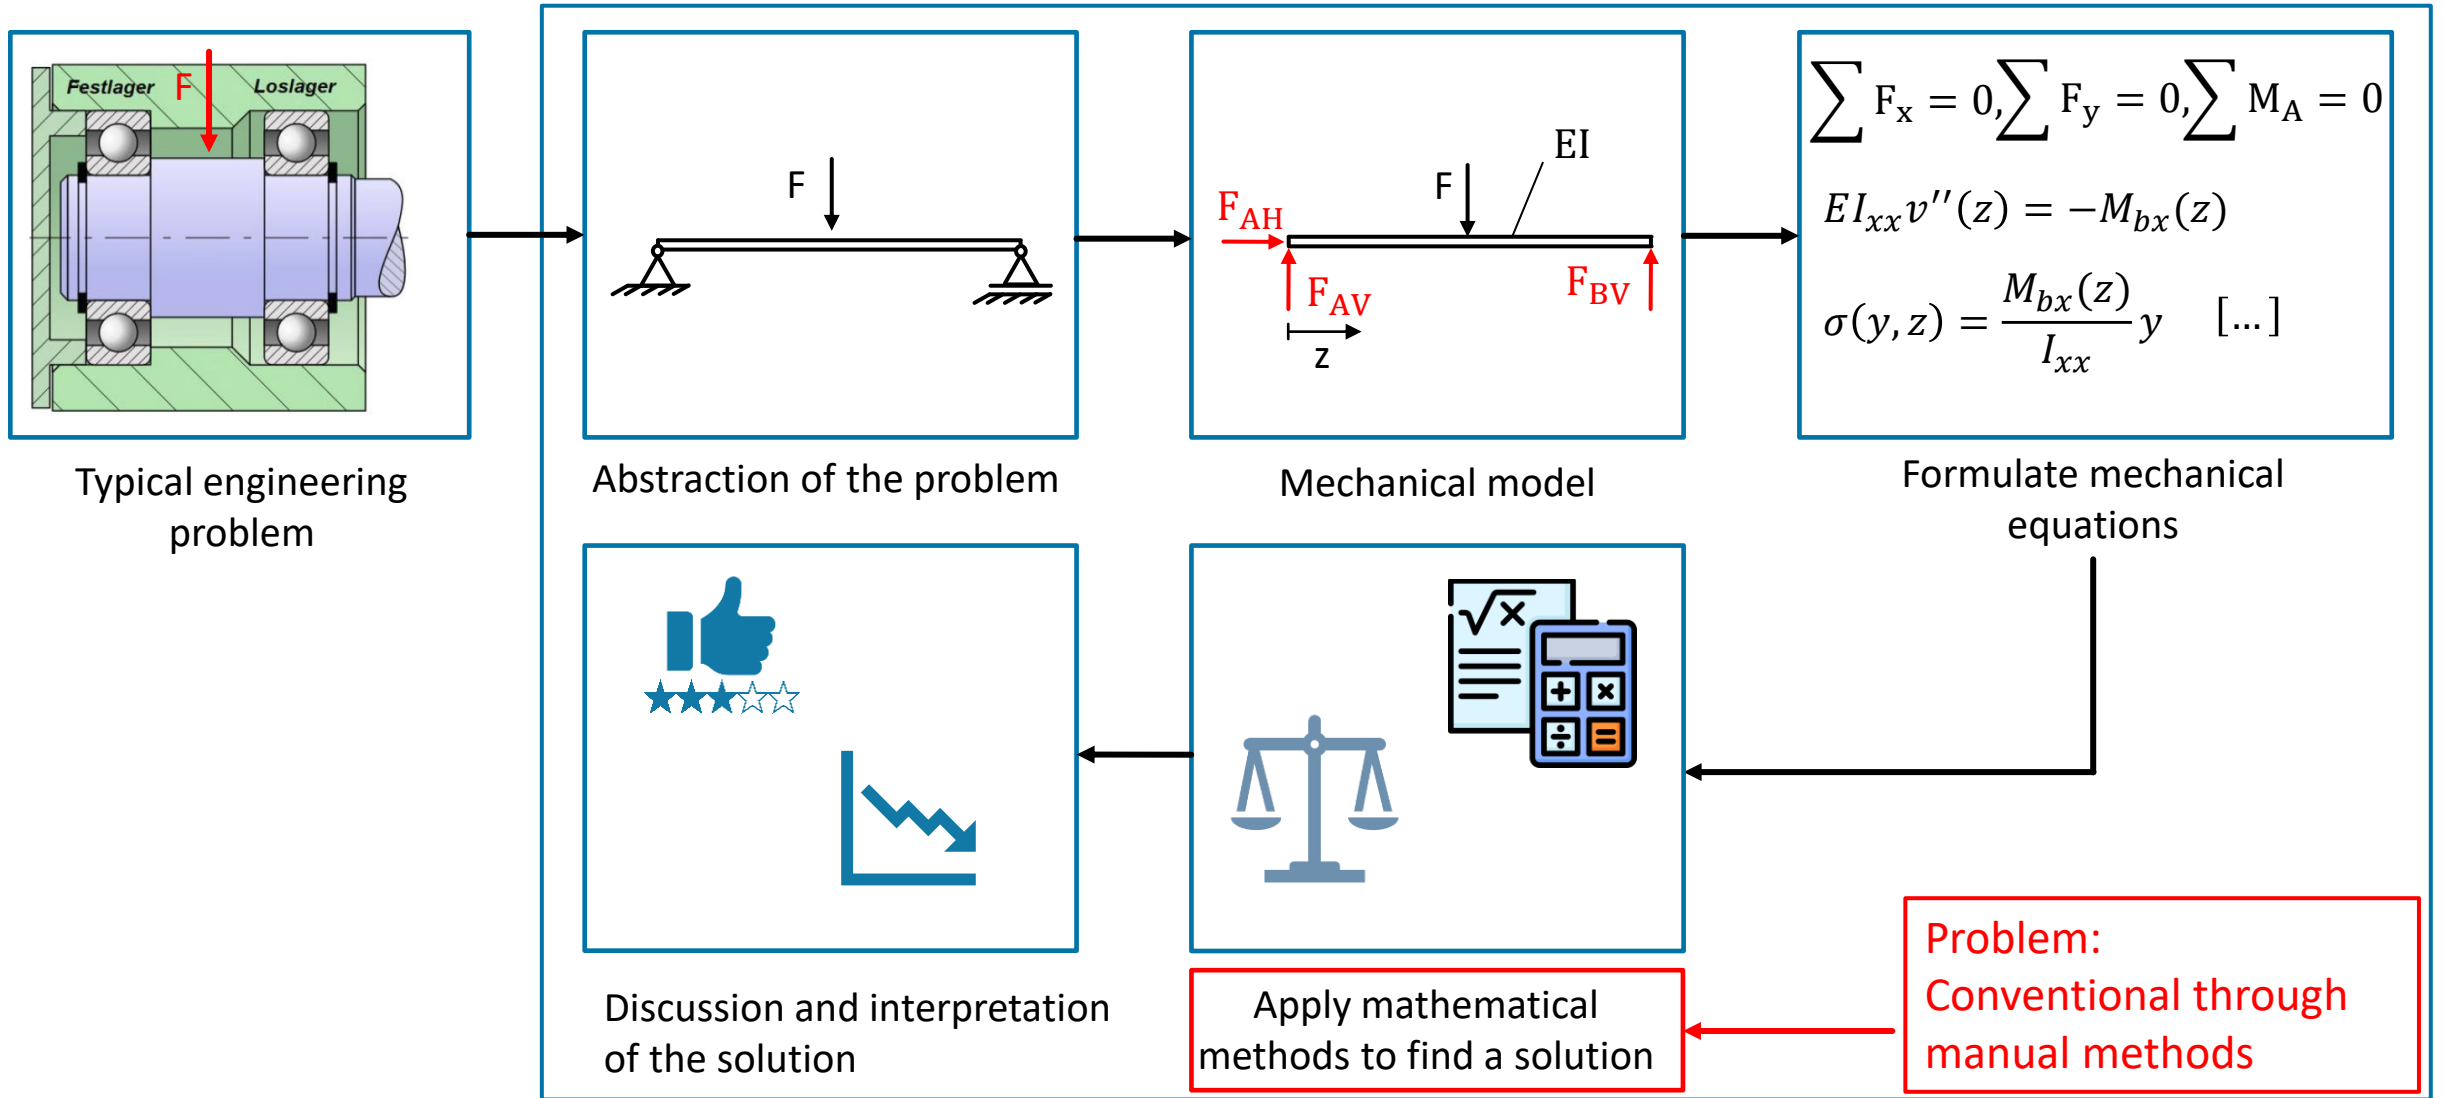 Festlager
F
Loslager
Typical engineering
problem
F
Abstraction of the problem
EI
F
F_AH
F_AV
F_BV
z
Mechanical model
∑ F_x = 0, ∑ F_y = 0, ∑ M_A = 0
EI_xx v''(z) = −M_bx(z)
σ(y, z) = M_bx(z) / I_xx y [...]
Formulate mechanical
equations
√x
+ ×
÷ =
Discussion and interpretation
of the solution
Apply mathematical
methods to find a solution
Problem:
Conventional through
manual methods